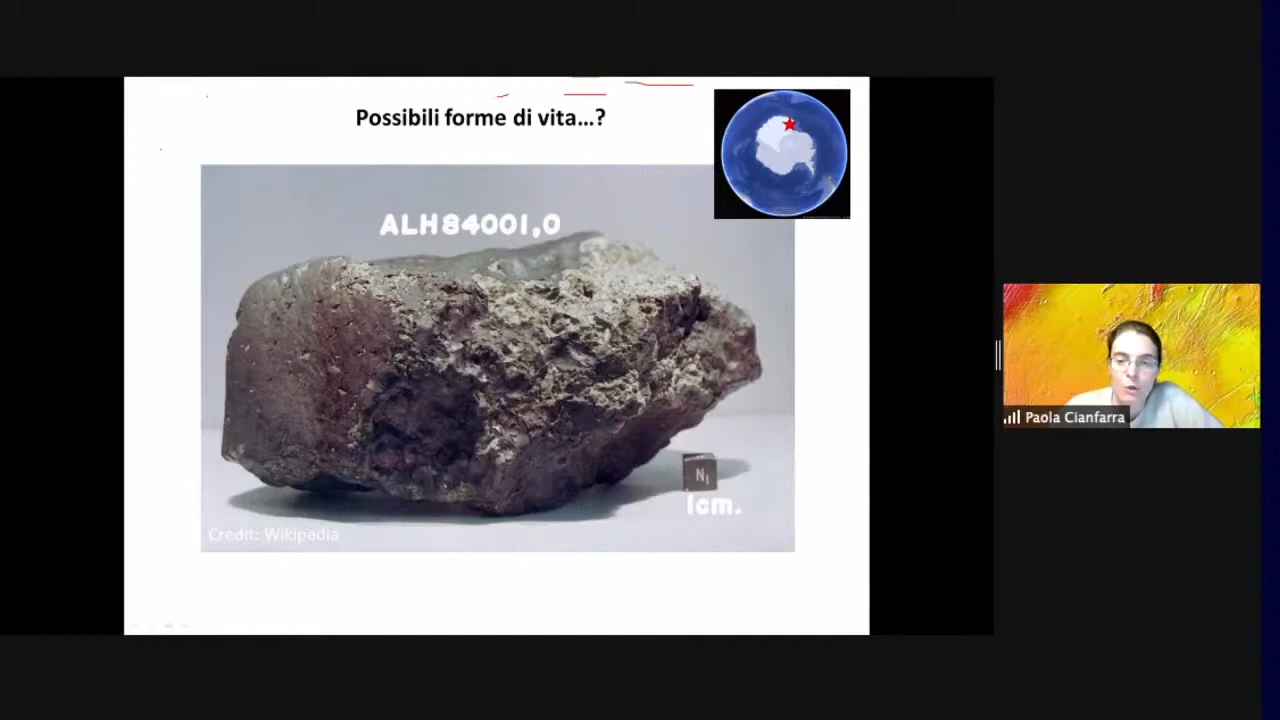 Possibili forme di vita...?
ALH84001,0
N1
1cm.
Credit: Wikipedia
Paola Cianfarra